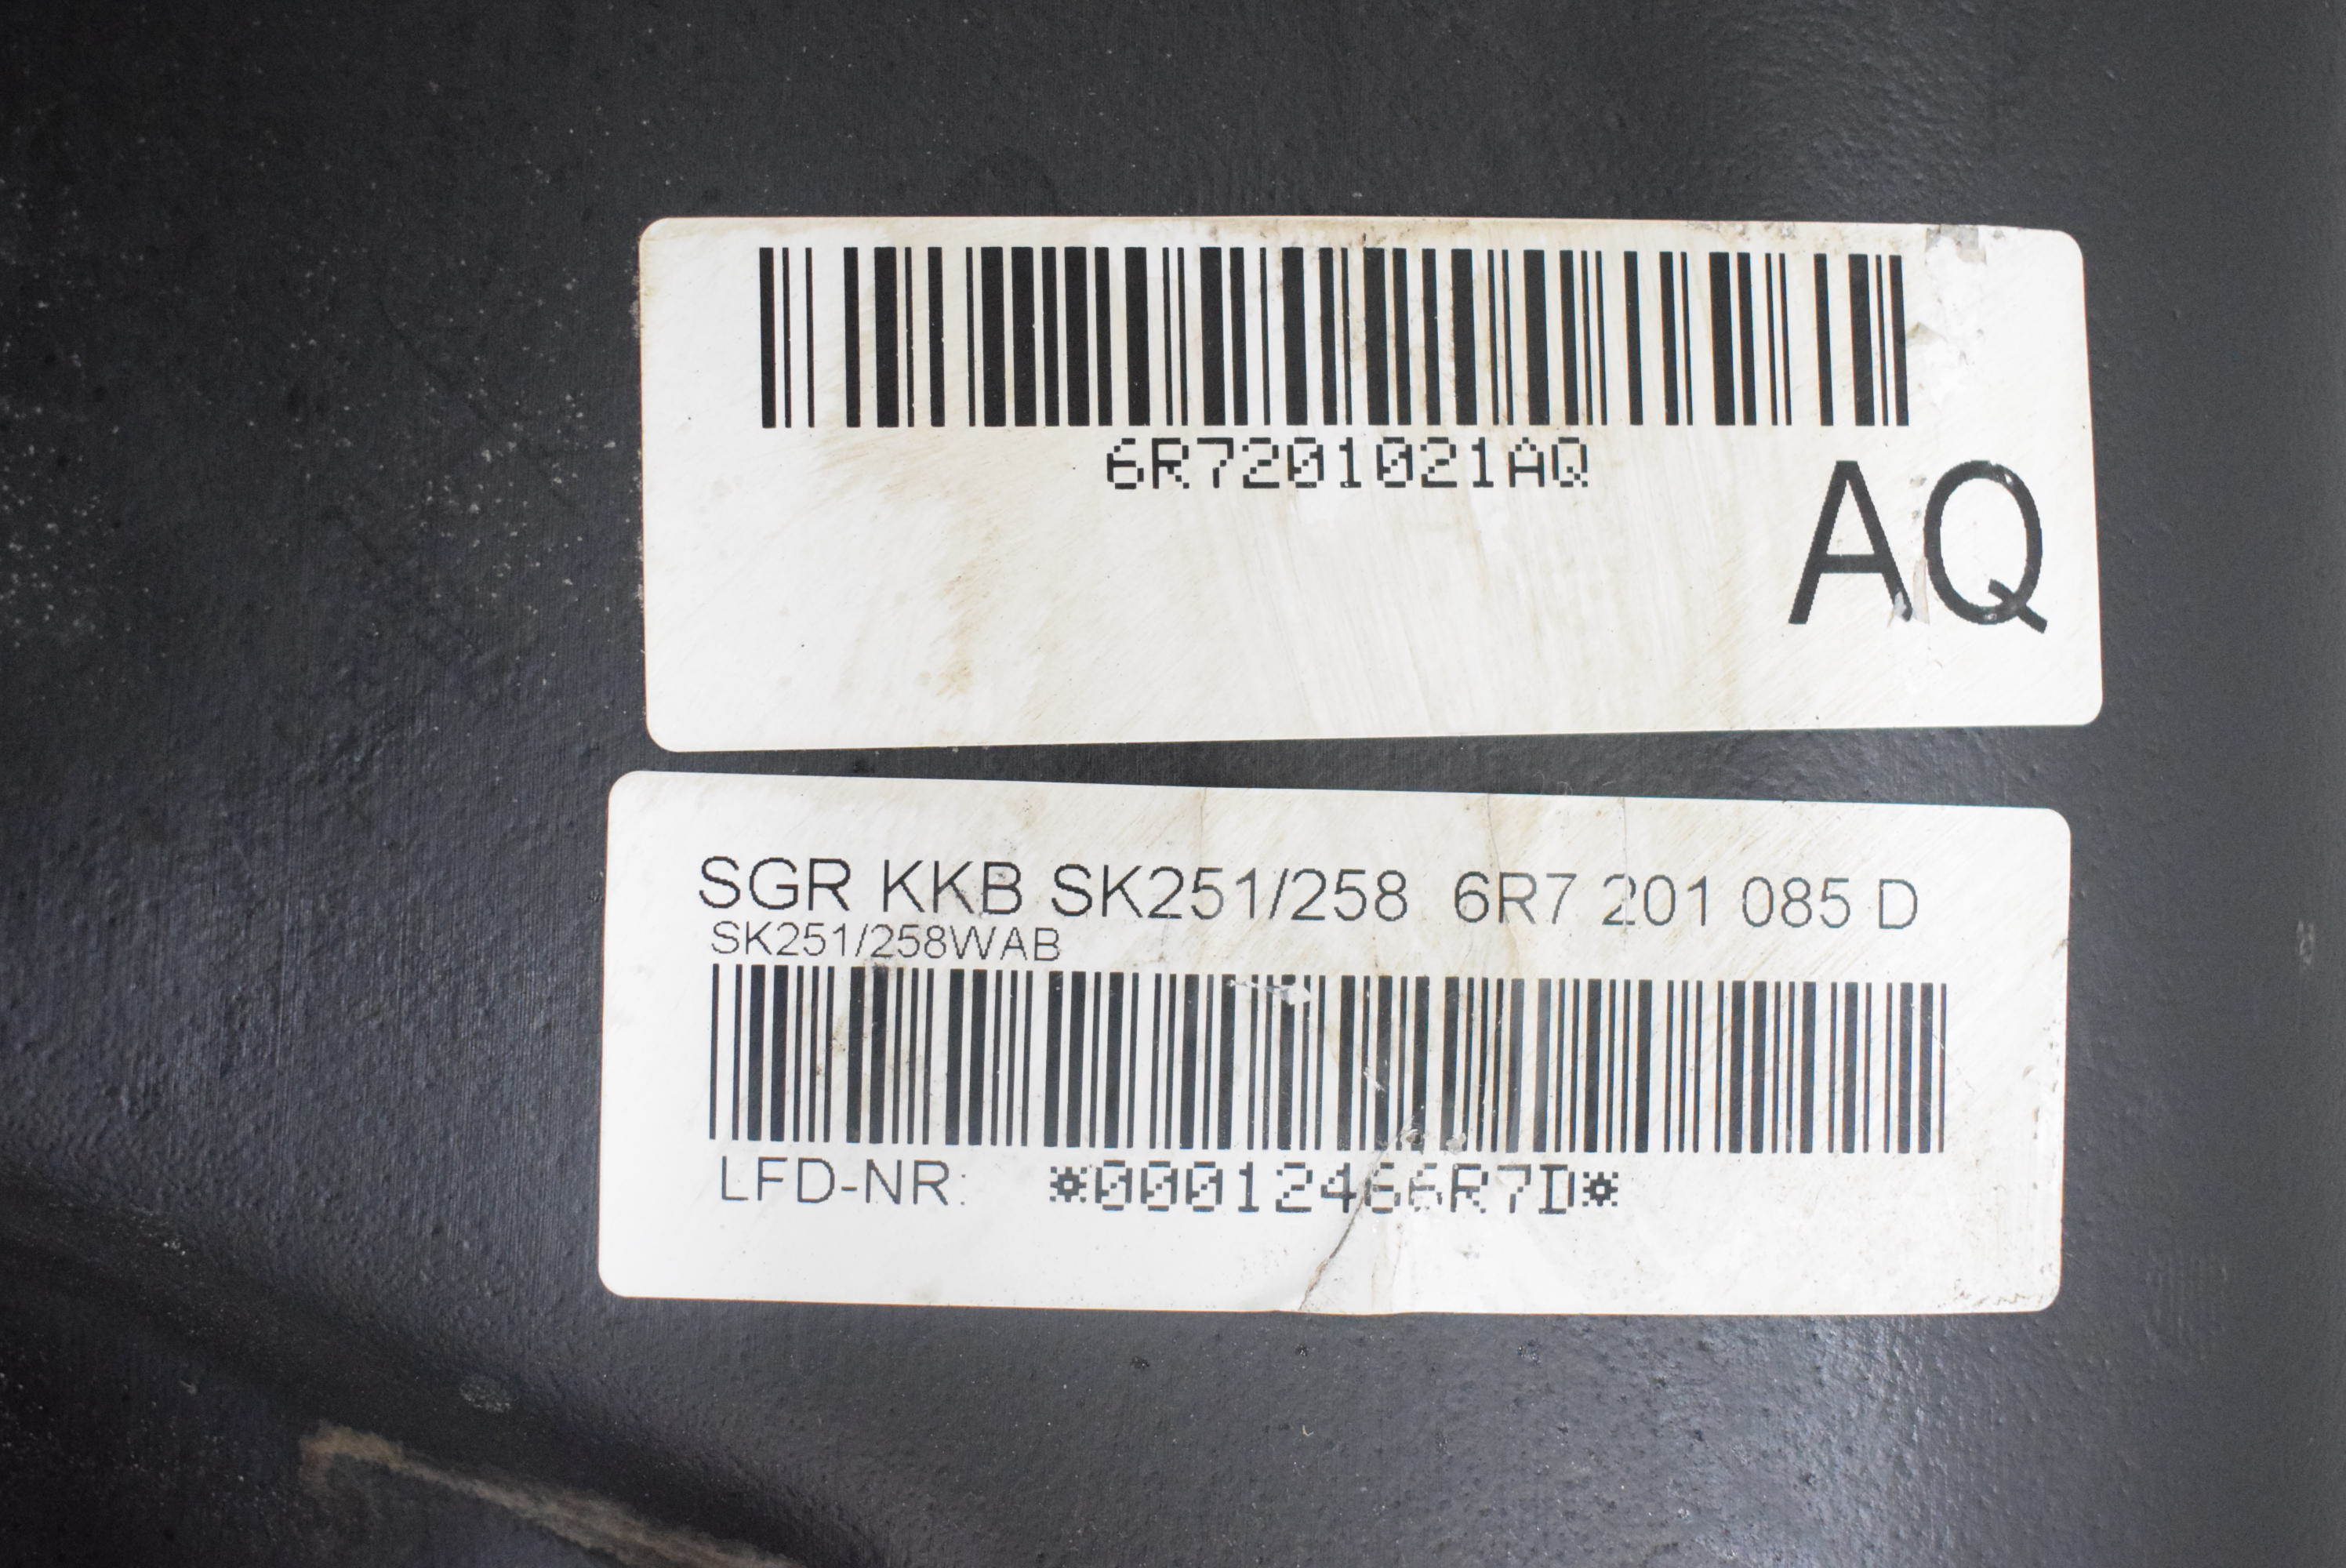 6R7201021AQ
AQ
SGR KKB SK251/258 6R7 201 085 D
SK251/258WAB
LFD-NR: *00012466R7D*